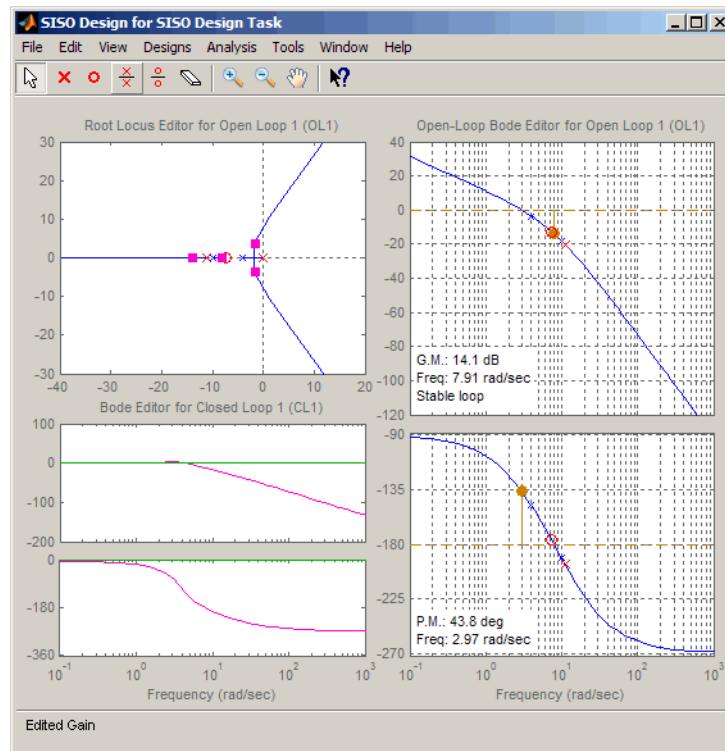 SISO Design for SISO Design Task
File Edit View Designs Analysis Tools Window Help
Root Locus Editor for Open Loop 1 (OL1)
30
20
10
0
-10
-20
-30
-40 -30 -20 -10 0 10 20
Bode Editor for Closed Loop 1 (CL1)
100
0
-100
-200
0
-180
-360
10^-1 10^0 10^1 10^2 10^3
Frequency (rad/sec)
Open-Loop Bode Editor for Open Loop 1 (OL1)
40
20
0
-20
-40
-60
-80
-100
-120
G.M.: 14.1 dB
Freq: 7.91 rad/sec
Stable loop
-90
-135
-180
-225
-270
P.M.: 43.8 deg
Freq: 2.97 rad/sec
10^-1 10^0 10^1 10^2 10^3
Frequency (rad/sec)
Edited Gain